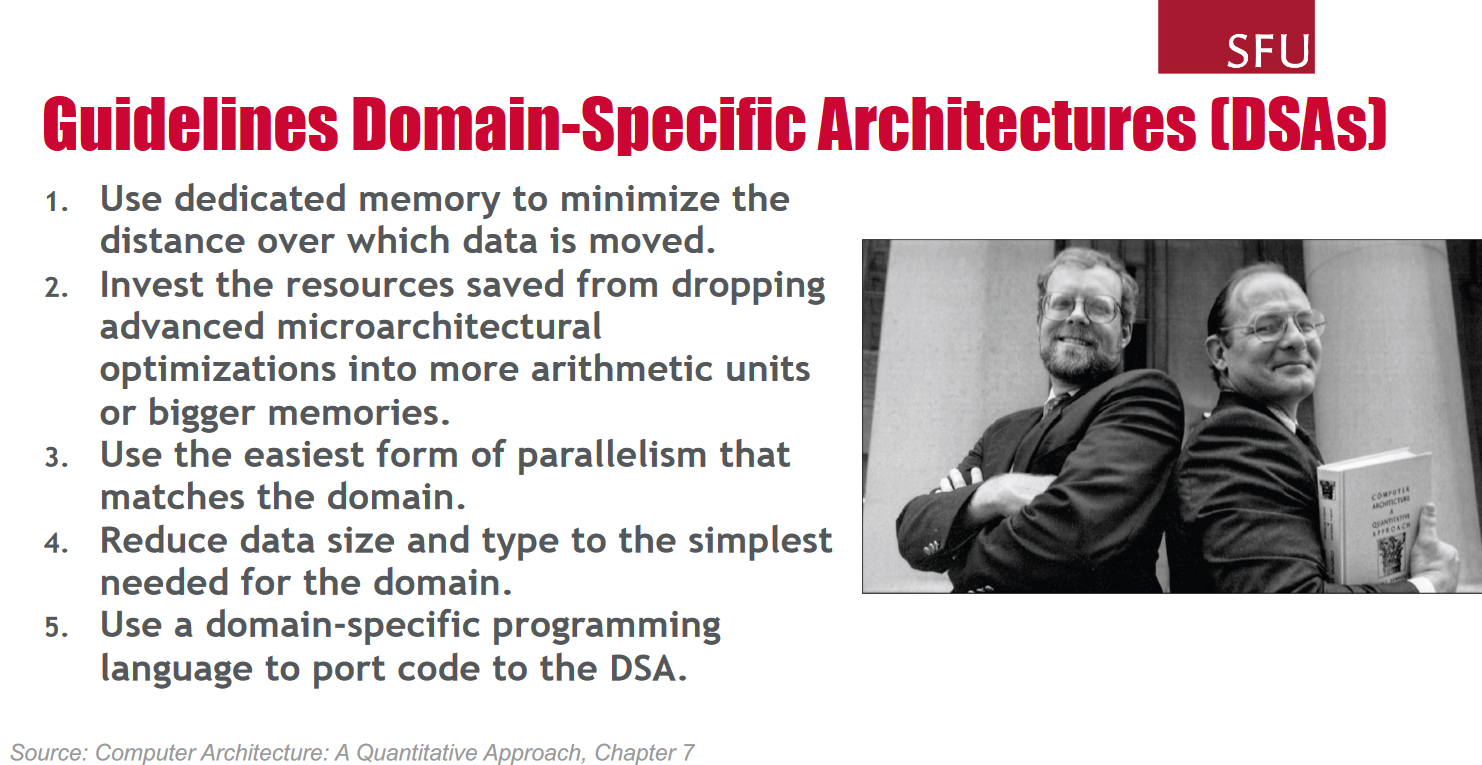 SFU
Guidelines Domain-Specific Architectures (DSAs)
1. Use dedicated memory to minimize the
distance over which data is moved.
2. Invest the resources saved from dropping
advanced microarchitectural
optimizations into more arithmetic units
or bigger memories.
3. Use the easiest form of parallelism that
matches the domain.
4. Reduce data size and type to the simplest
needed for the domain.
5. Use a domain-specific programming
language to port code to the DSA.
COMPUTER
ARCHITECTURE
A
QUANTITATIVE
APPROACH
Source: Computer Architecture: A Quantitative Approach, Chapter 7